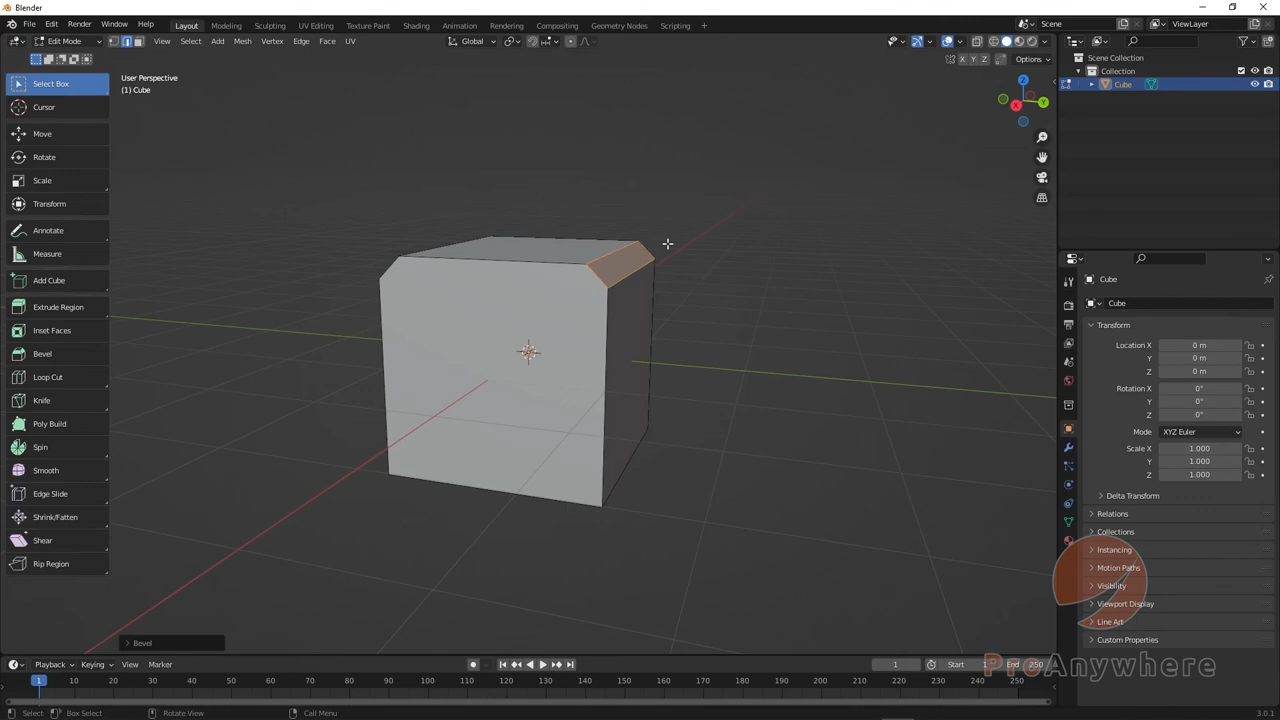 Blender
File Edit Render Window Help Layout Modeling Sculpting UV Editing Texture Paint Shading Animation Rendering Compositing Geometry Nodes Scripting + Scene ViewLayer
Edit Mode View Select Add Mesh Vertex Edge Face UV Global
X Y Z Options
Select Box
Cursor
Move
Rotate
Scale
Transform
Annotate
Measure
Add Cube
Extrude Region
Inset Faces
Bevel
Loop Cut
Knife
Poly Build
Spin
Smooth
Edge Slide
Shrink/Fatten
Shear
Rip Region
User Perspective
(1) Cube
Z
Y
X
Bevel
Scene Collection
Collection
Cube
Cube
Cube
Transform
Location X 0 m
Y 0 m
Z 0 m
Rotation X 0°
Y 0°
Z 0°
Mode XYZ Euler
Scale X 1.000
Y 1.000
Z 1.000
Delta Transform
Relations
Collections
Instancing
Motion Paths
Visibility
Viewport Display
Line Art
Custom Properties
ProAnywhere
Playback Keying View Marker 1 Start 1 End 250
1 10 20 30 40 50 60 70 80 90 100 110 120 130 140 150 160 170 180 190 200 210 220 230 240 250
Select Box Select Rotate View Call Menu 3.0.1